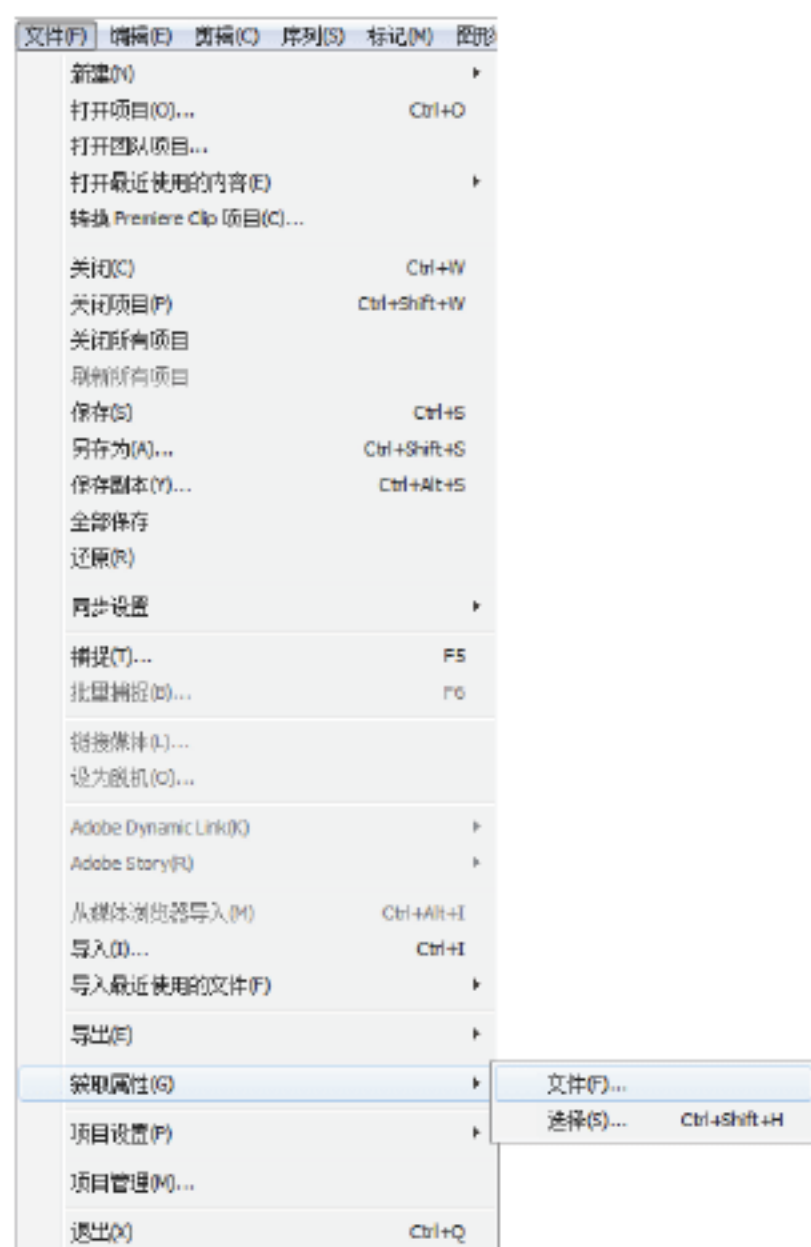 文件(F) 编辑(E) 剪辑(C) 序列(S) 标记(M) 图形
新建(N)
打开项目(O)... Ctrl+O
打开团队项目...
打开最近使用的内容(E)
转换 Premiere Clip 项目(C)...
关闭(C) Ctrl+W
关闭项目(P) Ctrl+Shift+W
关闭所有项目
刷新所有项目
保存(S) Ctrl+S
另存为(A)... Ctrl+Shift+S
保存副本(Y)... Ctrl+Alt+S
全部保存
还原(R)
同步设置
捕捉(T)... F5
批量捕捉(B)... F6
链接媒体(L)...
设为脱机(O)...
Adobe Dynamic Link(K)
Adobe Story(R)
从媒体浏览器导入(M) Ctrl+Alt+I
导入(I)... Ctrl+I
导入最近使用的文件(F)
导出(E)
获取属性(G)
文件(F)...
选择(S)... Ctrl+Shift+H
项目设置(P)
项目管理(M)...
退出(X) Ctrl+Q